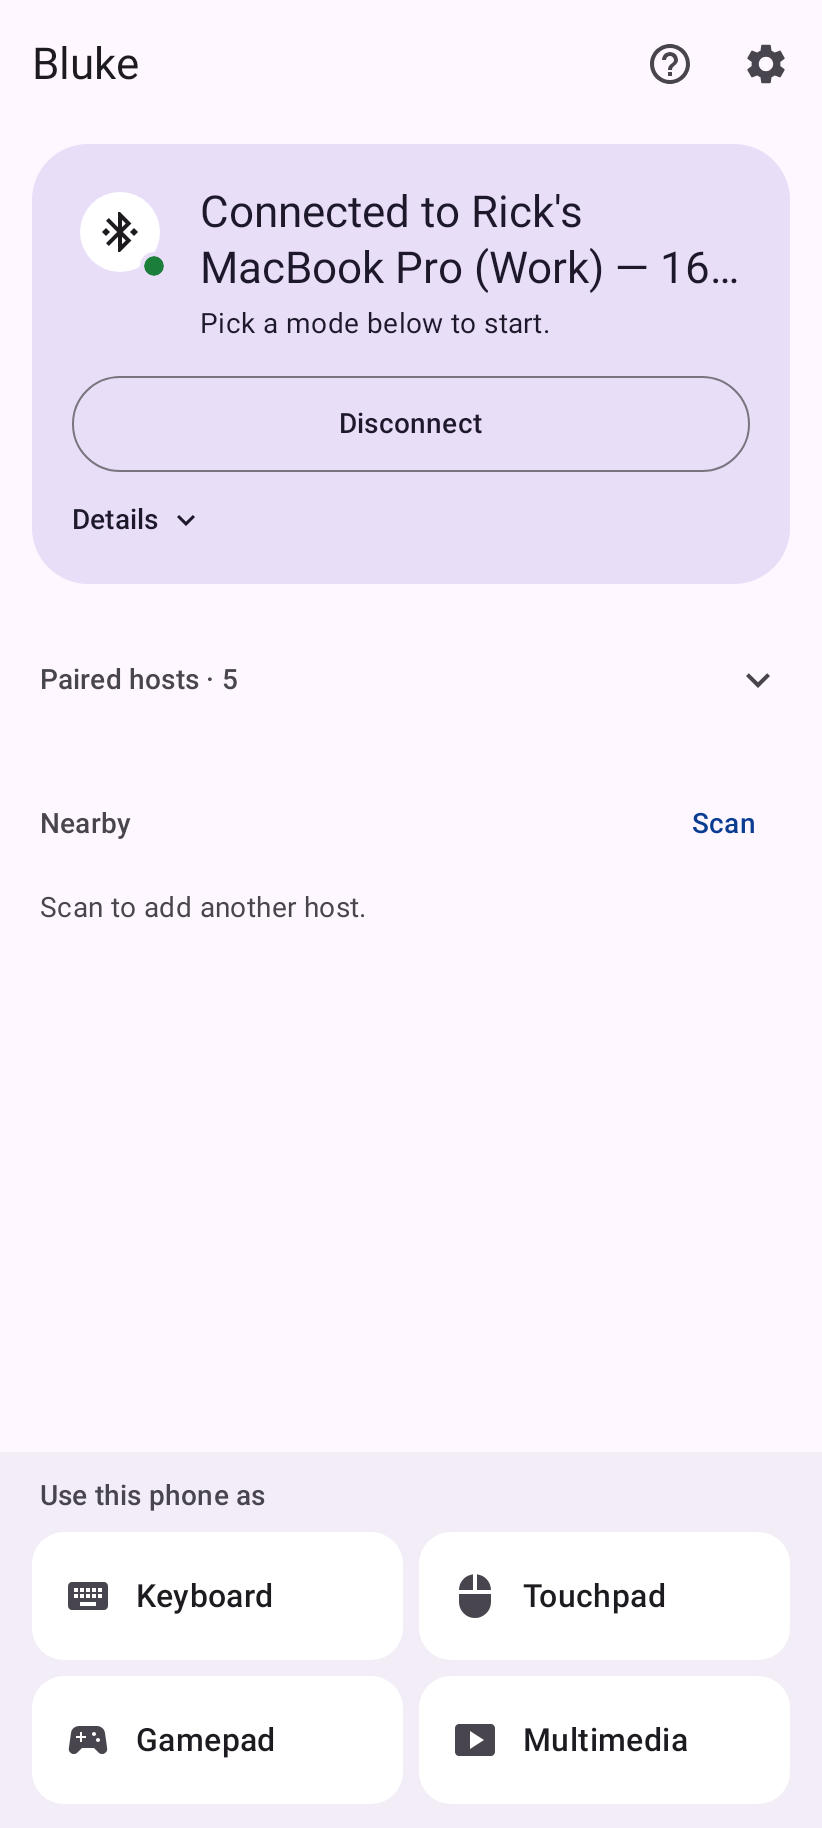 Bluke
Connected to Rick's
MacBook Pro (Work) — 16…
Pick a mode below to start.
Disconnect
Details
Paired hosts · 5
Nearby
Scan
Scan to add another host.
Use this phone as
Keyboard
Touchpad
Gamepad
Multimedia